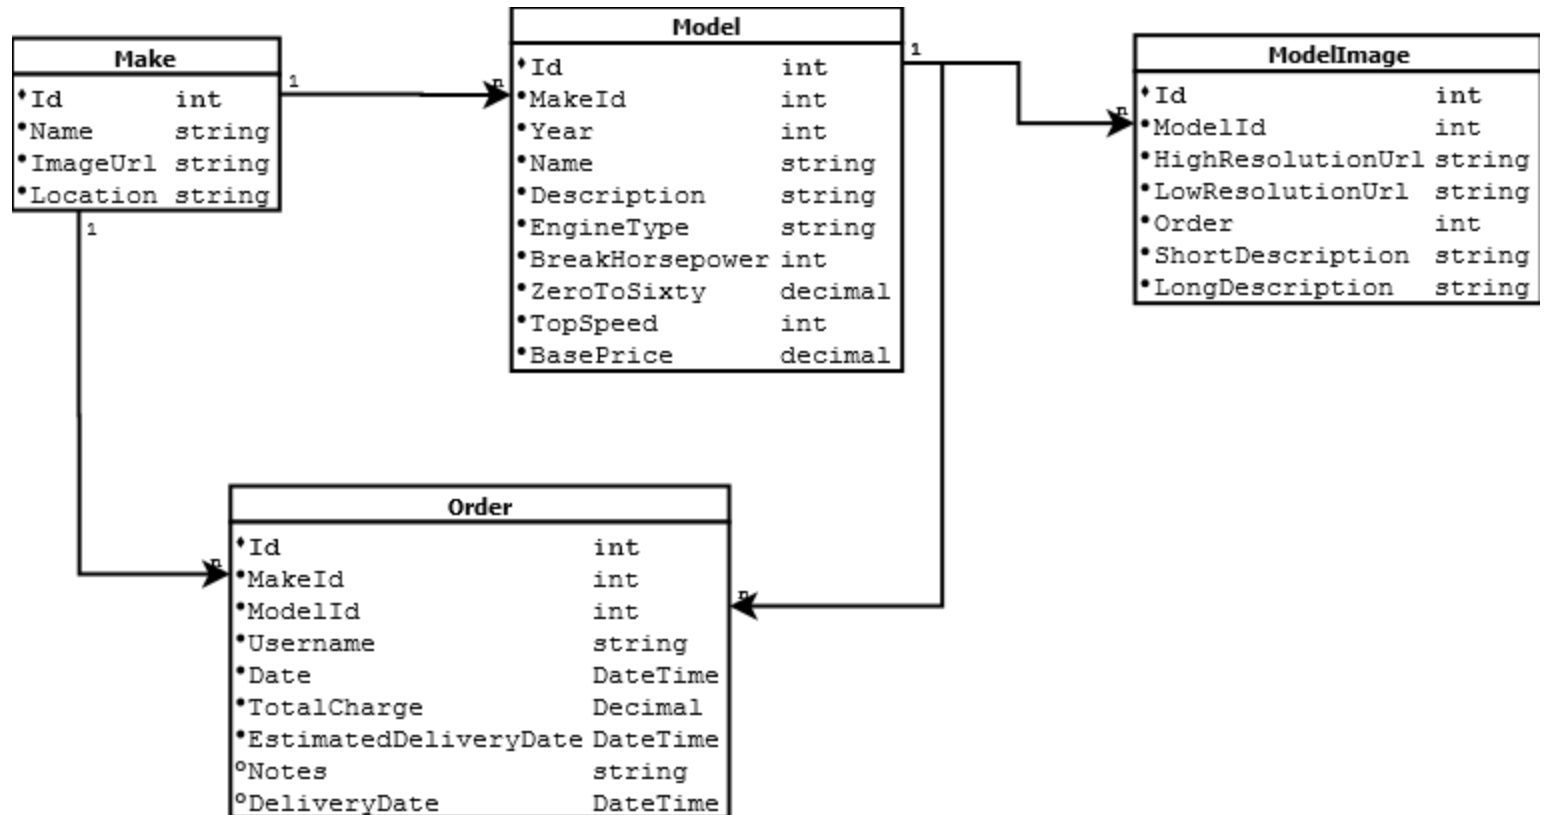 Make
Id int
Name string
ImageUrl string
Location string
1
1
Model
Id int
MakeId int
Year int
Name string
Description string
EngineType string
BreakHorsepower int
ZeroToSixty decimal
TopSpeed int
BasePrice decimal
n
1
ModelImage
Id int
ModelId int
HighResolutionUrl string
LowResolutionUrl string
Order int
ShortDescription string
LongDescription string
n
Order
Id int
MakeId int
ModelId int
Username string
Date DateTime
TotalCharge Decimal
EstimatedDeliveryDate DateTime
Notes string
DeliveryDate DateTime
n
n